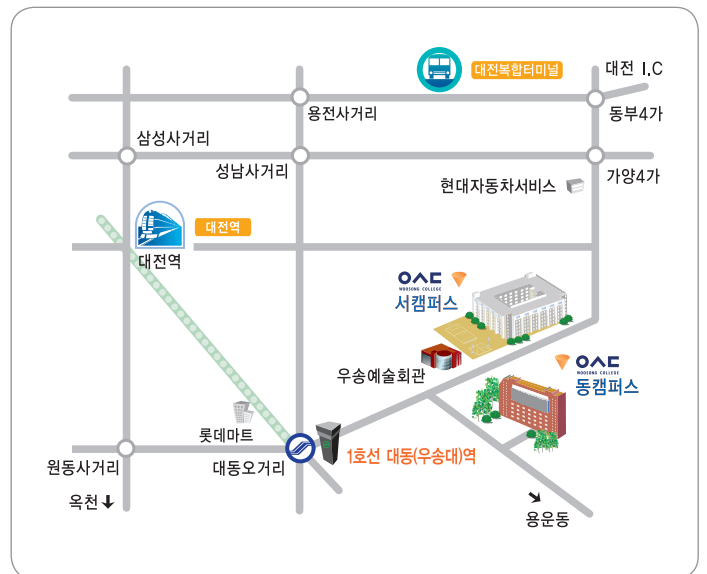 대전복합터미널
대전 I.C
용전사거리
동부4가
삼성사거리
성남사거리
가양4가
현대자동차서비스
대전역
대전역
WOOSONG COLLEGE
서캠퍼스
우송예술회관
WOOSONG COLLEGE
동캠퍼스
롯데마트
원동사거리
대동오거리
1호선 대동(우송대)역
옥천
용운동